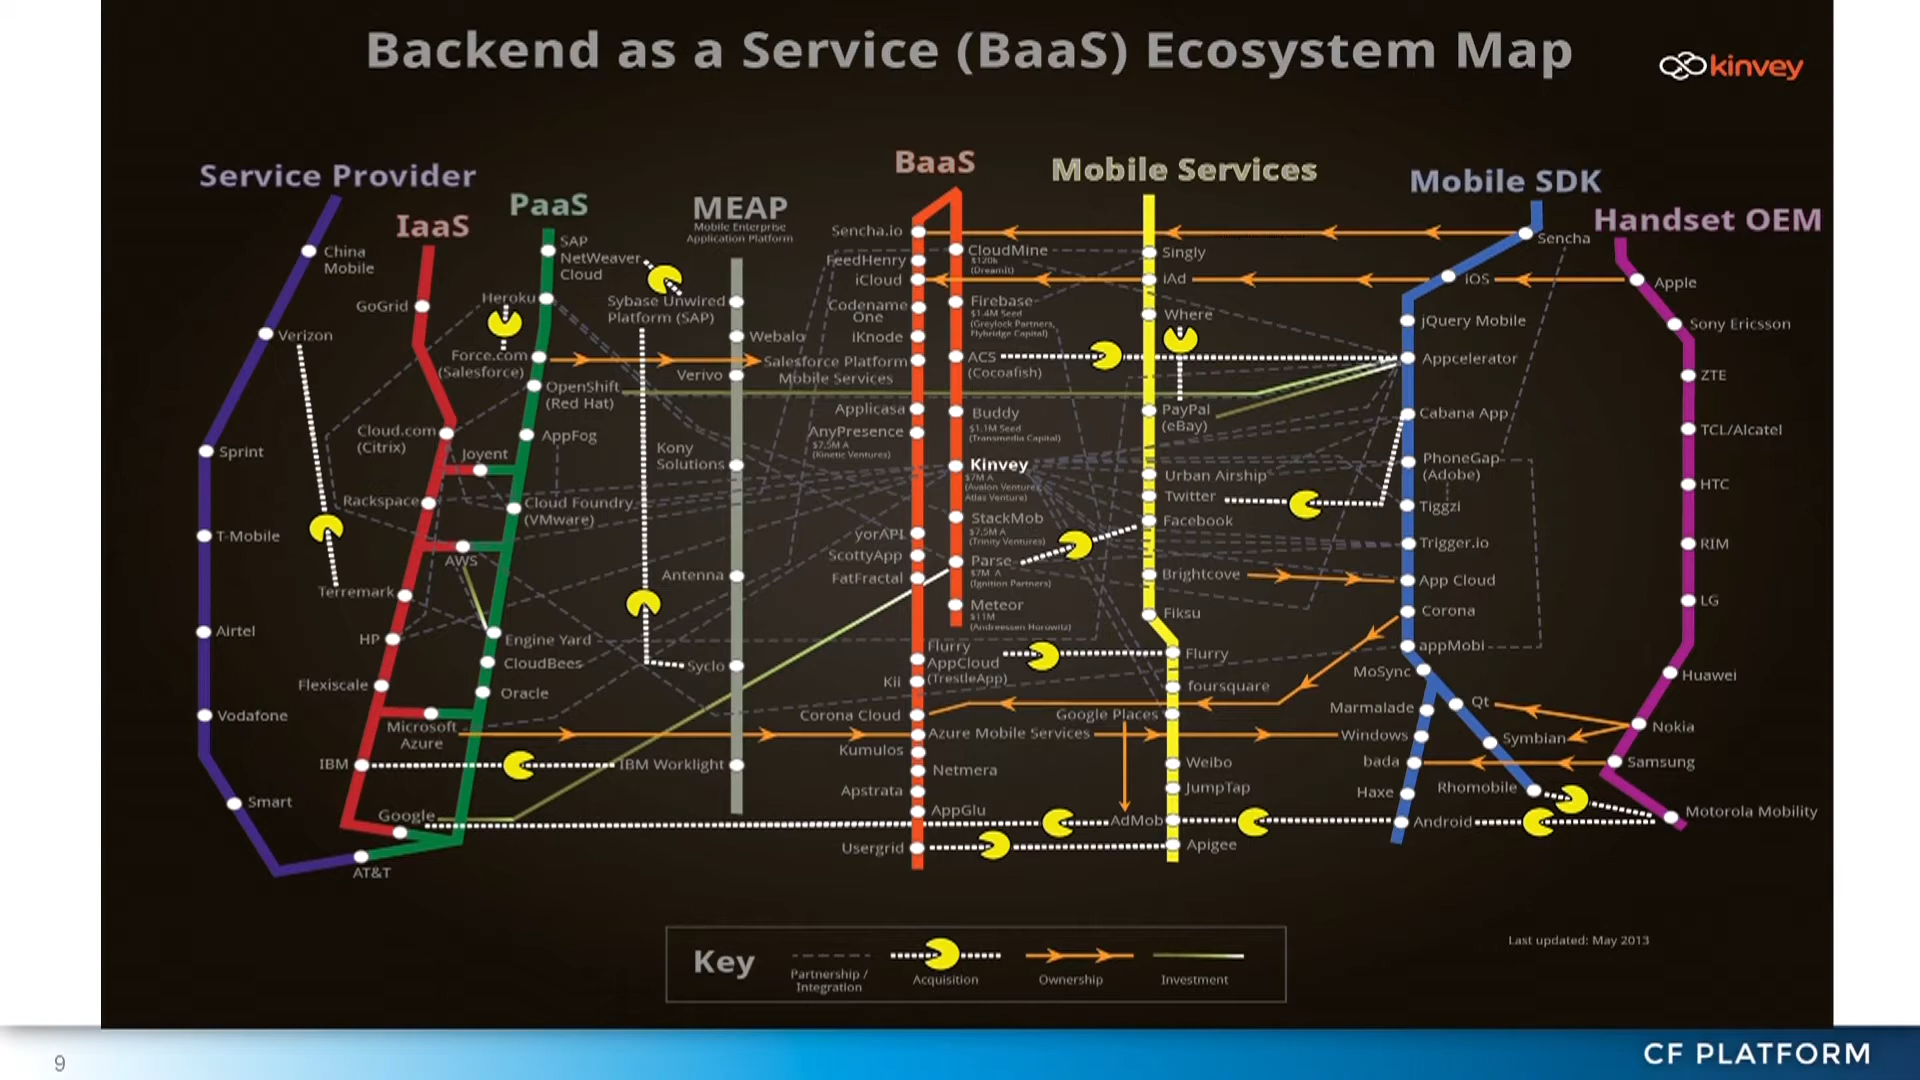 Backend as a Service (BaaS) Ecosystem Map
kinvey
Service Provider
China
Mobile
Verizon
Sprint
T-Mobile
Terremark
Airtel
Vodafone
Smart
AT&T
IaaS
GoGrid
Cloud.com
(Citrix)
Joyent
Rackspace
AWS
HP
Flexiscale
Microsoft
Azure
IBM
Google
PaaS
SAP
NetWeaver
Cloud
Heroku
Force.com
(Salesforce)
OpenShift
(Red Hat)
AppFog
Cloud Foundry
(VMware)
Engine Yard
CloudBees
Oracle
MEAP
Mobile Enterprise
Application Platform
Sybase Unwired
Platform (SAP)
Webalo
Verivo
Kony
Solutions
Antenna
Syclo
IBM Worklight
BaaS
Sencha.io
FeedHenry
iCloud
Codename
One
iKnode
Salesforce Platform
Mobile Services
Applicasa
AnyPresence
$7.5M A
(Kinetic Ventures)
yorAPI
ScottyApp
FatFractal
CloudMine
$120k
(DreamIt)
Firebase
$1.4M Seed
(Greylock Partners,
Flybridge Capital)
ACS
(Cocoafish)
Buddy
$1.1M Seed
(Transmedia Capital)
Kinvey
$7M A
(Avalon Ventures,
Atlas Venture)
StackMob
$7.5M A
(Trinity Ventures)
Parse
$7M A
(Ignition Partners)
Meteor
$11M
(Andreessen Horowitz)
Flurry
AppCloud
(TrestleApp)
Kii
Corona Cloud
Azure Mobile Services
Kumulos
Netmera
Apstrata
AppGlu
Usergrid
Mobile Services
Singly
iAd
Where
PayPal
(eBay)
Urban Airship
Twitter
Facebook
Brightcove
Fiksu
Flurry
foursquare
Google Places
Weibo
JumpTap
AdMob
Apigee
Mobile SDK
Sencha
iOS
jQuery Mobile
Appcelerator
Cabana App
PhoneGap
(Adobe)
Tiggzi
Trigger.io
App Cloud
Corona
appMobi
MoSync
Marmalade
Qt
Windows
Symbian
bada
Haxe
Rhomobile
Android
Handset OEM
Apple
Sony Ericsson
ZTE
TCL/Alcatel
HTC
RIM
LG
Huawei
Nokia
Samsung
Motorola Mobility
Key
Partnership /
Integration
Acquisition
Ownership
Investment
Last updated: May 2013
9
CF PLATFORM